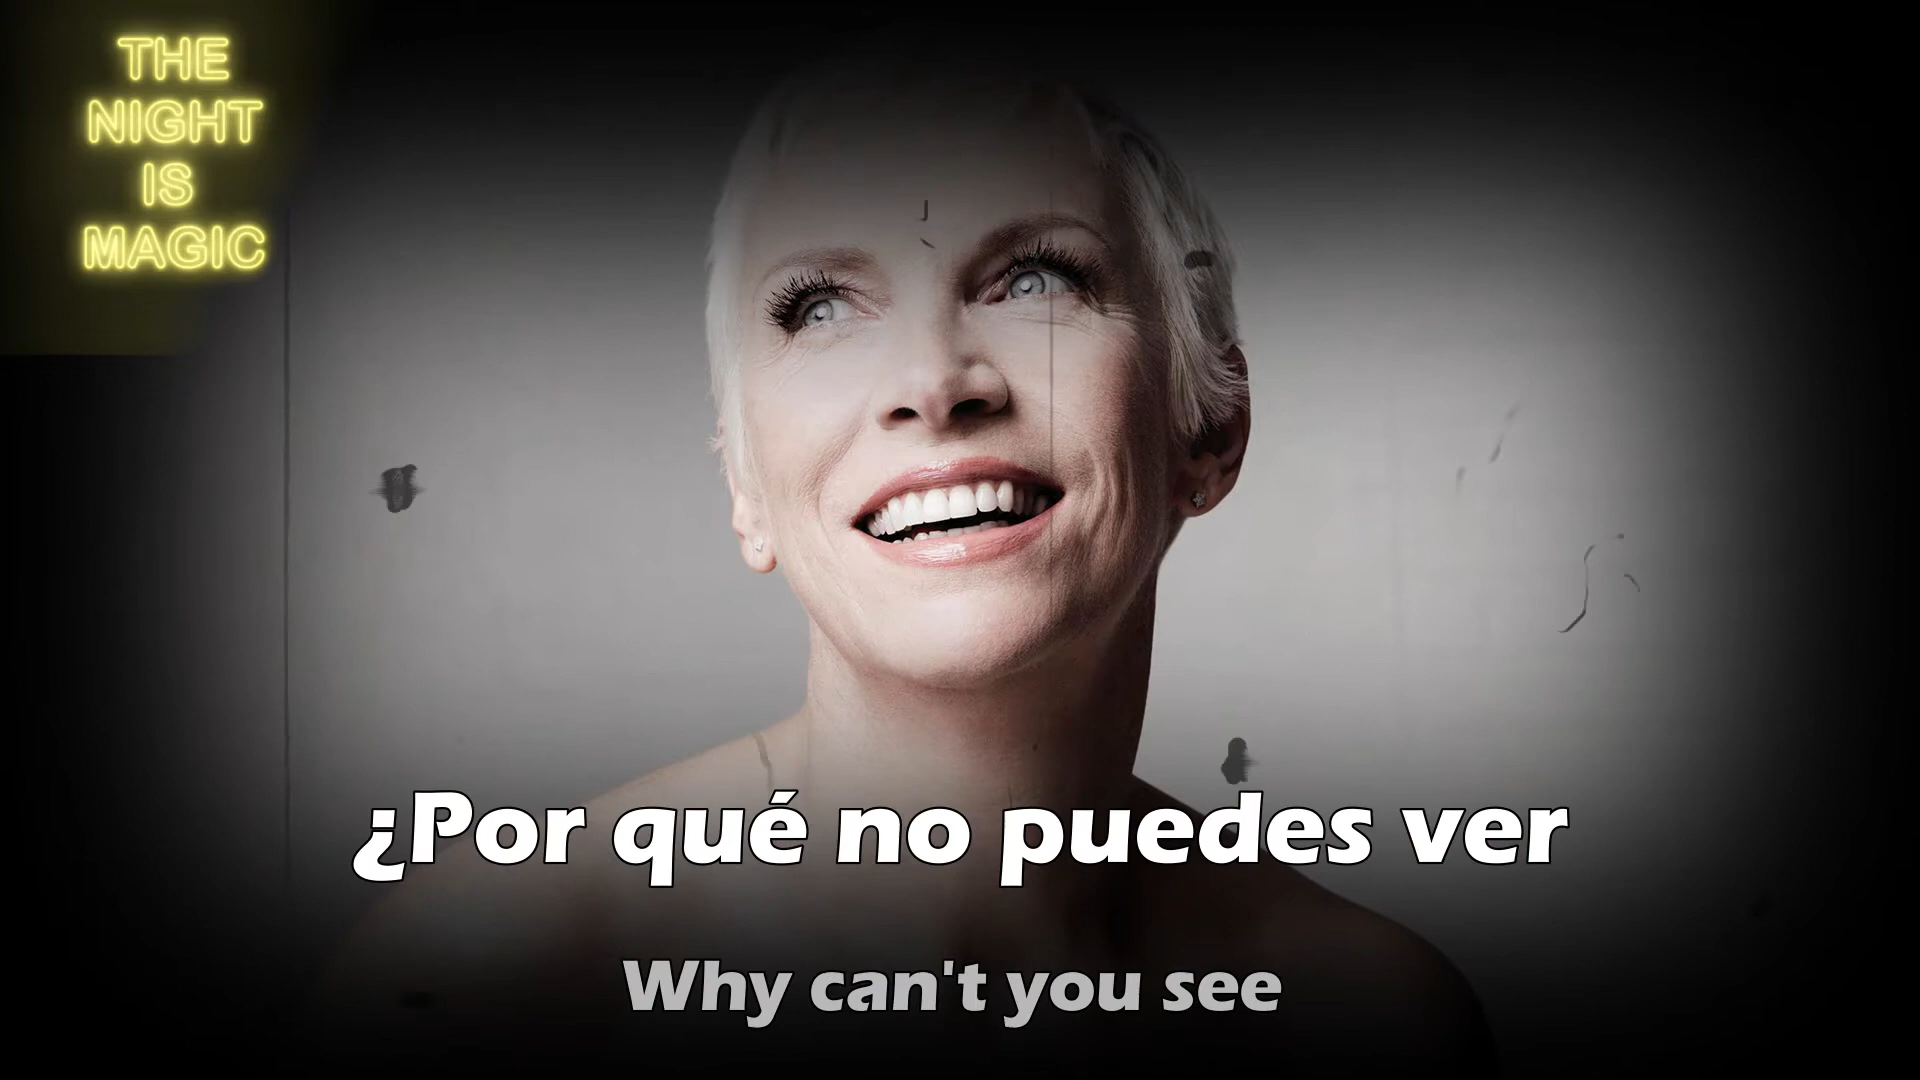 THE
NIGHT
IS
MAGIC
¿Por qué no puedes ver
Why can't you see